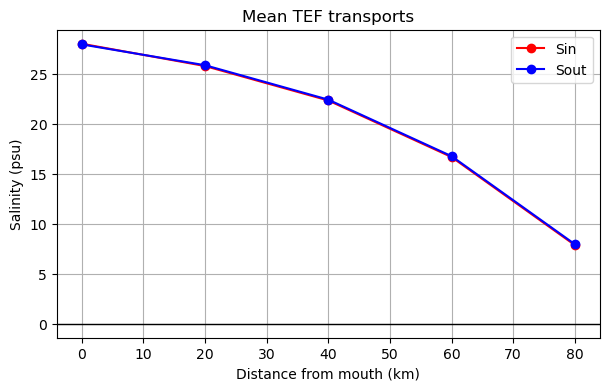 Mean TEF transports
Sin
Sout
Salinity (psu)
25
20
15
10
5
0
0 10 20 30 40 50 60 70 80
Distance from mouth (km)